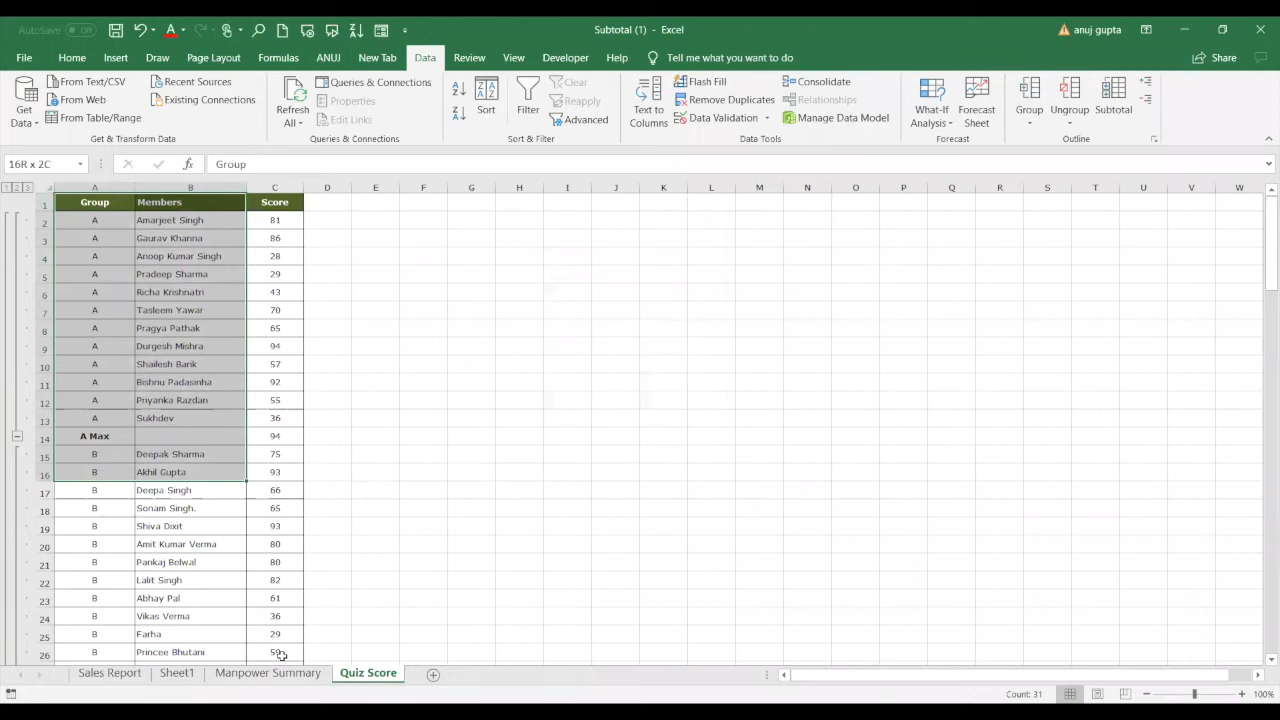 AutoSave Off Subtotal (1) - Excel anuj gupta
File Home Insert Draw Page Layout Formulas ANUJ New Tab Data Review View Developer Help Tell me what you want to do Share
Get Data
From Text/CSV
From Web
From Table/Range
Recent Sources
Existing Connections
Get & Transform Data
Refresh All
Queries & Connections
Properties
Edit Links
Queries & Connections
Sort
Filter
Clear
Reapply
Advanced
Sort & Filter
Text to Columns
Flash Fill
Remove Duplicates
Data Validation
Consolidate
Relationships
Manage Data Model
Data Tools
What-If Analysis
Forecast Sheet
Forecast
Group
Ungroup
Subtotal
Outline
16R x 2C fx Group
1 2 3 A B C D E F G H I J K L M N O P Q R S T U V W
1 Group Members Score
2 A Amarjeet Singh 81
3 A Gaurav Khanna 86
4 A Anoop Kumar Singh 28
5 A Pradeep Sharma 29
6 A Richa Krishnatri 43
7 A Tasleem Yawar 70
8 A Pragya Pathak 65
9 A Durgesh Mishra 94
10 A Shailesh Barik 57
11 A Bishnu Padasinha 92
12 A Priyanka Razdan 55
13 A Sukhdev 36
14 A Max 94
15 B Deepak Sharma 75
16 B Akhil Gupta 93
17 B Deepa Singh 66
18 B Sonam Singh. 65
19 B Shiva Dixit 93
20 B Amit Kumar Verma 80
21 B Pankaj Belwal 80
22 B Lalit Singh 82
23 B Abhay Pal 61
24 B Vikas Verma 36
25 B Farha 29
26 B Princee Bhutani
Sales Report Sheet1 Manpower Summary Quiz Score
Count: 31 100%